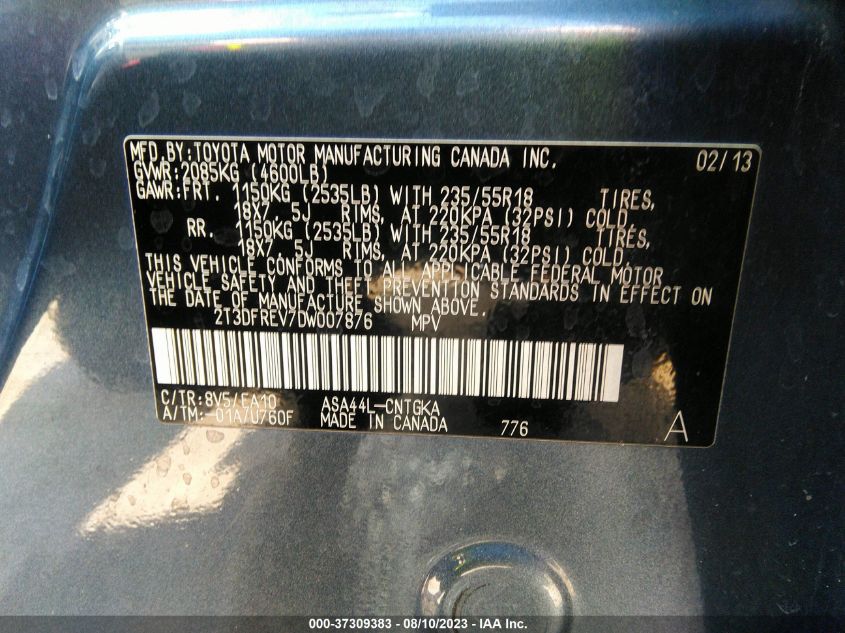 MFD.BY:TOYOTA MOTOR MANUFACTURING CANADA INC. 02/13
GVWR:2085KG (4600LB)
GAWR:FRT. 1150KG (2535LB) WITH 235/55R18 TIRES,
18X7. 5J RIMS, AT 220KPA (32PSI) COLD,
RR. 1150KG (2535LB) WITH 235/55R18 TIRES,
18X7. 5J RIMS, AT 220KPA (32PSI) COLD.
THIS VEHICLE CONFORMS TO ALL APPLICABLE FEDERAL MOTOR
VEHICLE SAFETY AND THEFT PREVENTION STANDARDS IN EFFECT ON
THE DATE OF MANUFACTURE SHOWN ABOVE.
2T3DFREV7DW007876 MPV
C/TR:8V5/EA10 ASA44L-CNTGKA
A/TM:-01A/U760F MADE IN CANADA 776 A
000-37309383 - 08/10/2023 - IAA Inc.